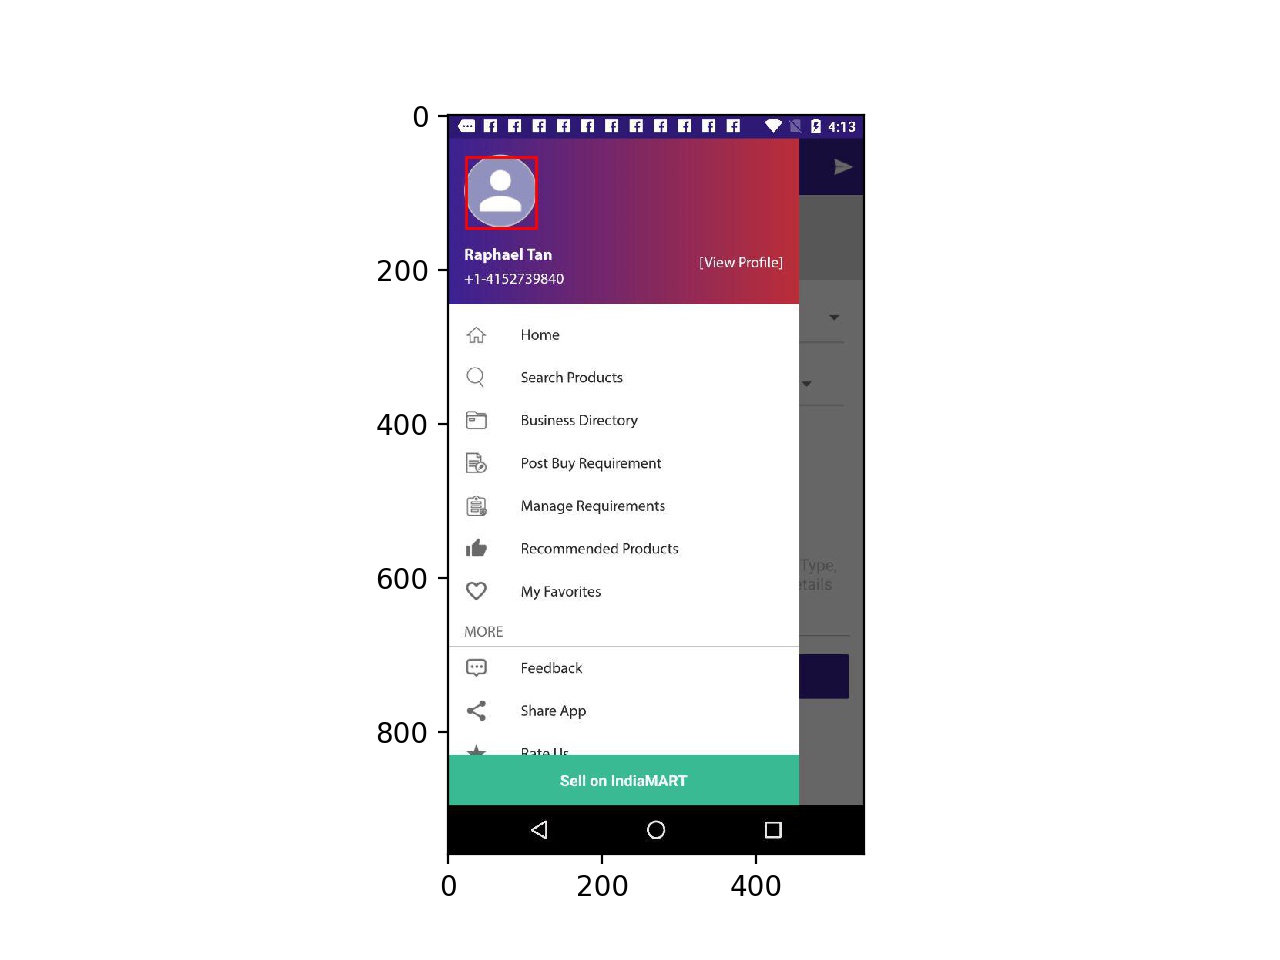 0
200
400
600
800
4:13
Raphael Tan
+1-4152739840
[View Profile]
Home
Search Products
Business Directory
Post Buy Requirement
Manage Requirements
Recommended Products
Type,
My Favorites
MORE
Feedback
Share App
Rate Us
Sell on IndiaMART
0
200
400